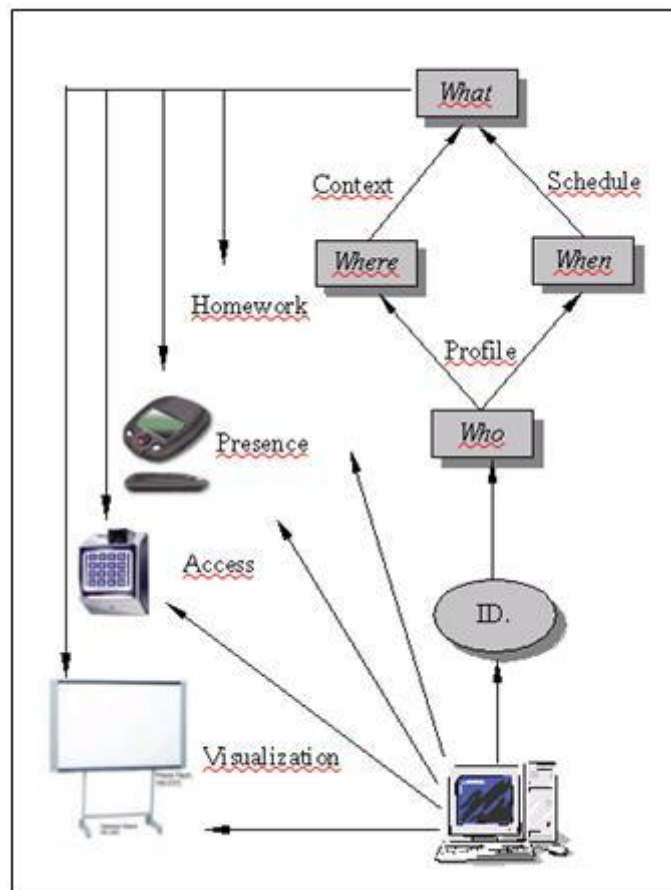 What
Context
Schedule
Where
When
Homework
Profile
Who
Presence
Access
ID.
Visualization